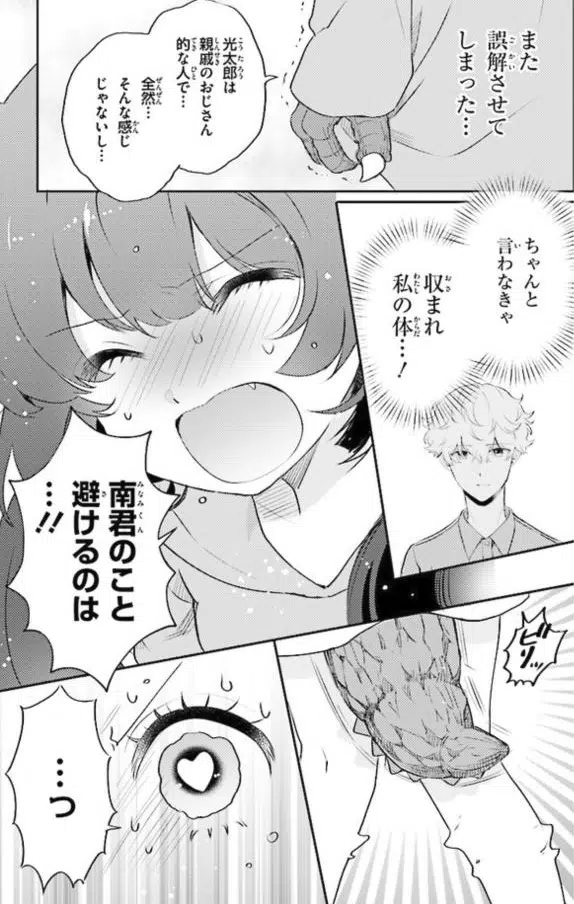 また
誤解させて
しまった…
光太郎は
親戚のおじさん
的な人で…
全然…
そんな感じ
じゃないし…
ちゃんと
言わなきゃ
収まれ
私の体…！
南君のこと
避けるのは
…!!
ビリ…
…っ